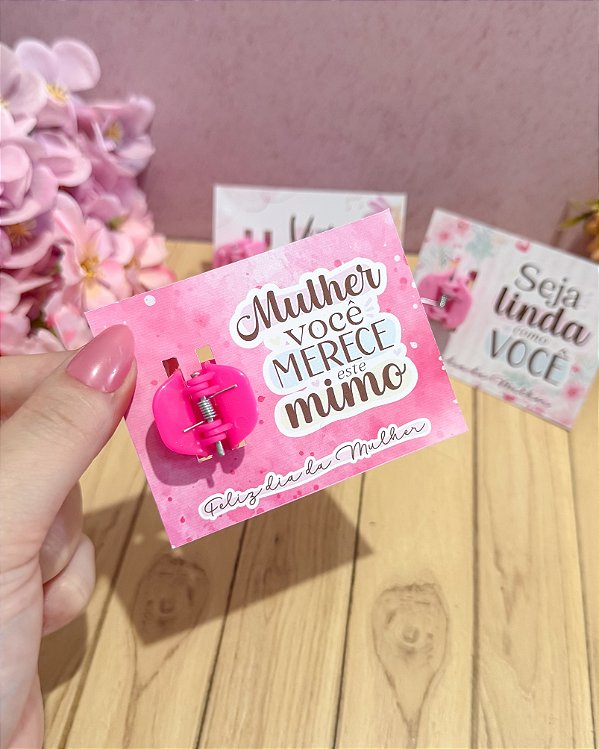 Mulher
você
MERECE
este
mimo
Feliz dia da Mulher
Seja
linda
como
VOCÊ